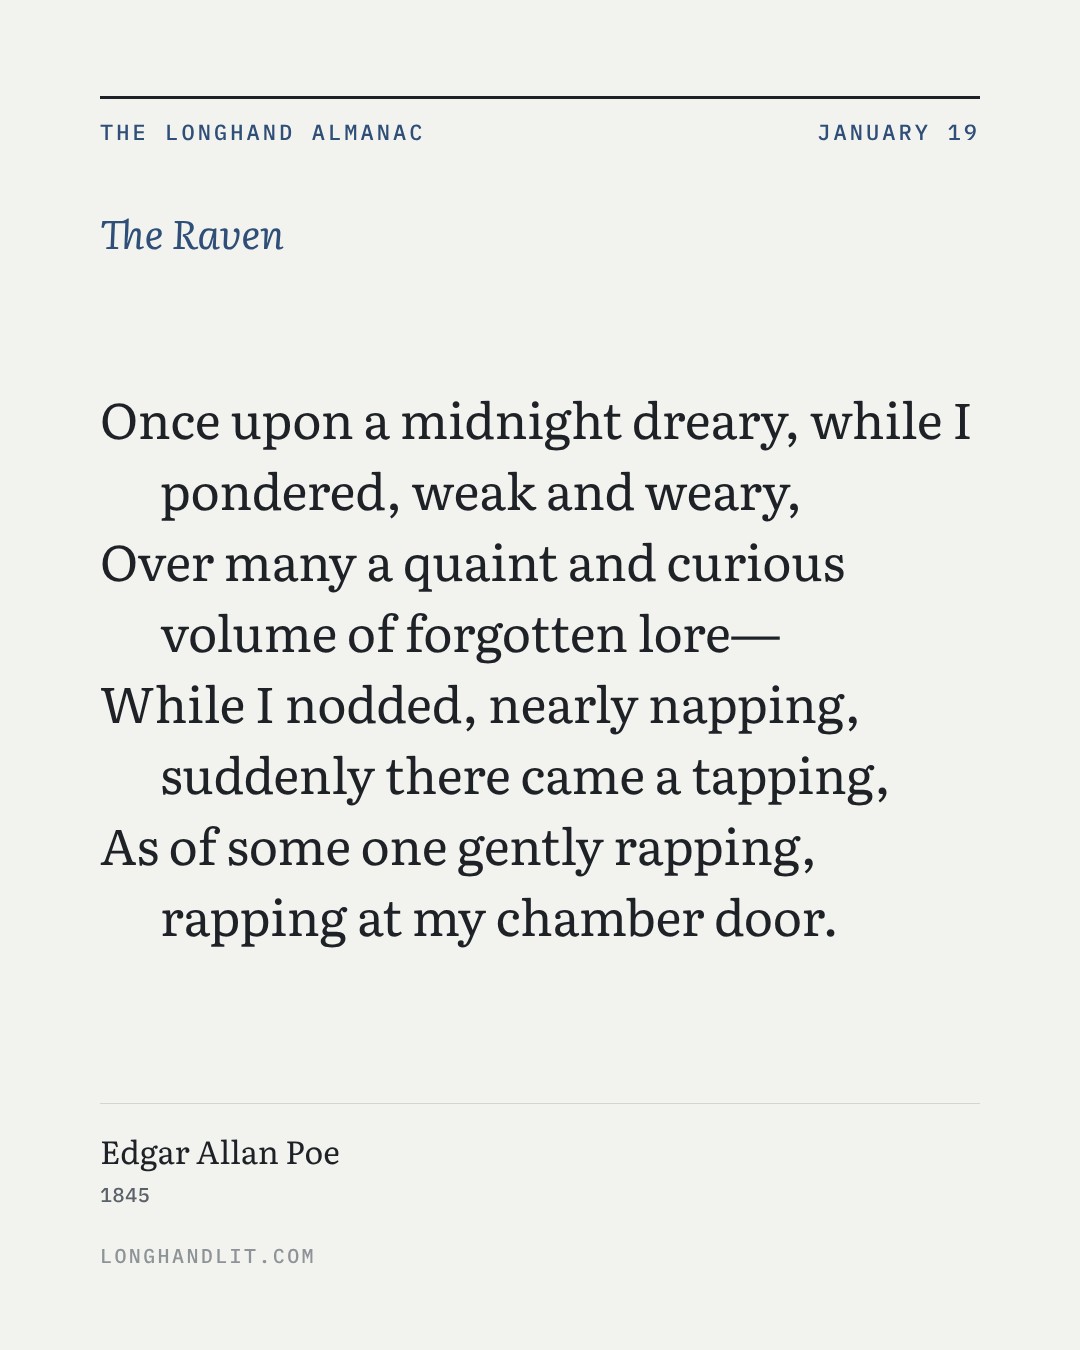 THE LONGHAND ALMANAC
JANUARY 19
The Raven
Once upon a midnight dreary, while I
pondered, weak and weary,
Over many a quaint and curious
volume of forgotten lore—
While I nodded, nearly napping,
suddenly there came a tapping,
As of some one gently rapping,
rapping at my chamber door.
Edgar Allan Poe
1845
LONGHANDLIT.COM